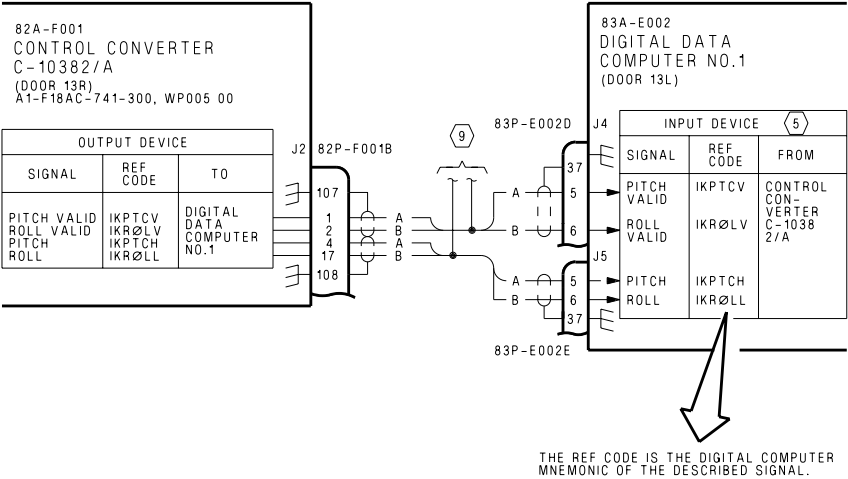 82A-F001
CONTROL CONVERTER
C-10382/A
(DOOR 13R)
A1-F18AC-741-300, WP005 00
OUTPUT DEVICE
SIGNAL REF CODE TO
PITCH VALID IKPTCV
ROLL VALID IKRØLV
PITCH IKPTCH
ROLL IKRØLL
DIGITAL
DATA
COMPUTER
NO.1
J2 82P-F001B
107
1 A
2 B
4 A
17 B
108
9
83P-E002D J4
37
A 5
B 6
J5
A 5
B 6
37
83P-E002E
83A-E002
DIGITAL DATA
COMPUTER NO.1
(DOOR 13L)
INPUT DEVICE 5
SIGNAL REF CODE FROM
PITCH VALID IKPTCV
ROLL VALID IKRØLV
PITCH IKPTCH
ROLL IKRØLL
CONTROL
CON-
VERTER
C-1038
2/A
THE REF CODE IS THE DIGITAL COMPUTER
MNEMONIC OF THE DESCRIBED SIGNAL.